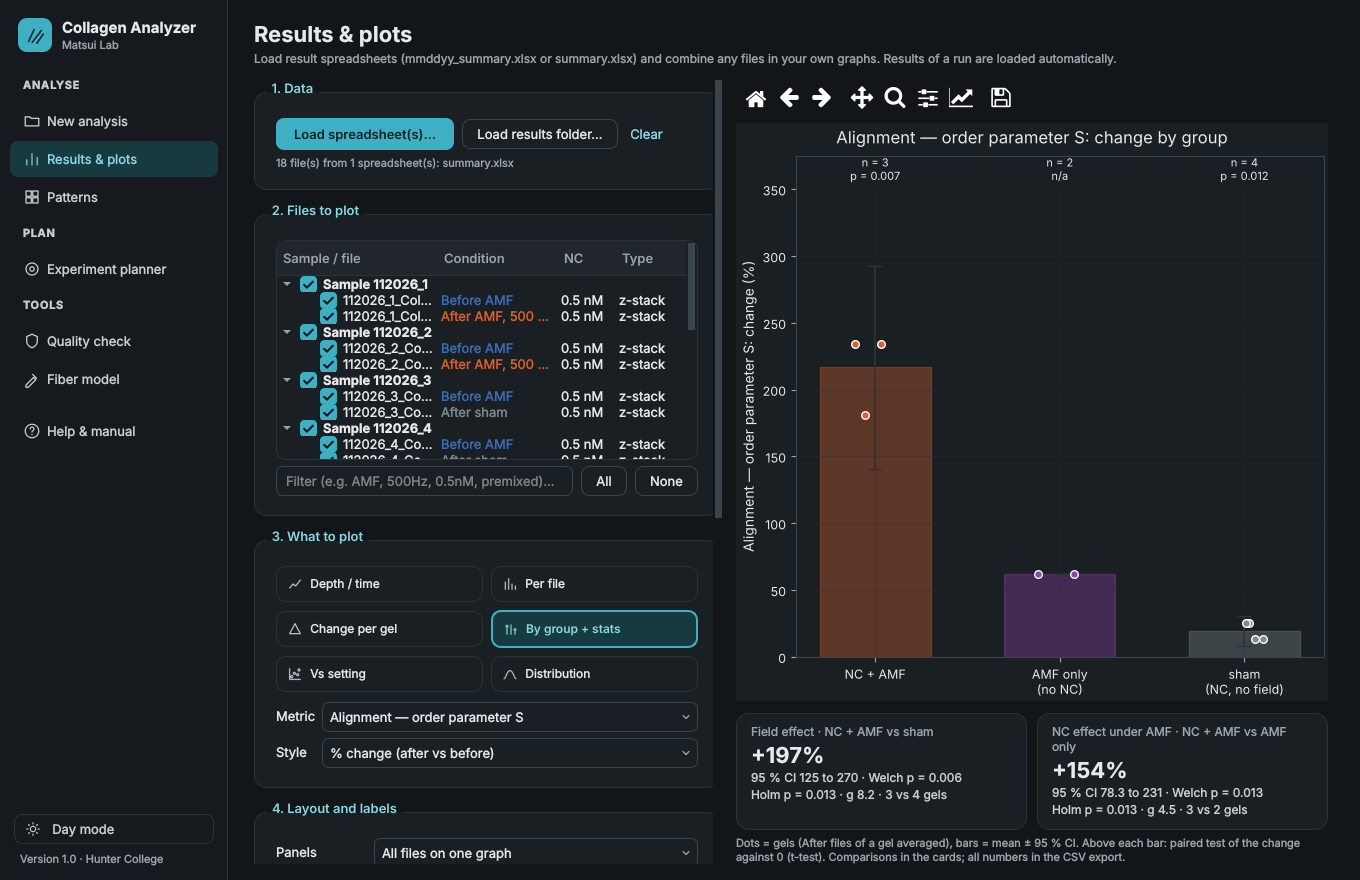 Collagen Analyzer
Matsui Lab
ANALYSE
New analysis
Results & plots
Patterns
PLAN
Experiment planner
TOOLS
Quality check
Fiber model
Help & manual
Day mode
Version 1.0 · Hunter College
Results & plots
Load result spreadsheets (mmddyy_summary.xlsx or summary.xlsx) and combine any files in your own graphs. Results of a run are loaded automatically.
1. Data
Load spreadsheet(s)... Load results folder... Clear
18 file(s) from 1 spreadsheet(s): summary.xlsx
2. Files to plot
Sample / file Condition NC Type
Sample 112026_1
112026_1_Col... Before AMF 0.5 nM z-stack
112026_1_Col... After AMF, 500 ... 0.5 nM z-stack
Sample 112026_2
112026_2_Co... Before AMF 0.5 nM z-stack
112026_2_Co... After AMF, 500 ... 0.5 nM z-stack
Sample 112026_3
112026_3_Co... Before AMF 0.5 nM z-stack
112026_3_Co... After sham 0.5 nM z-stack
Sample 112026_4
112026_4_Co... Before AMF 0.5 nM z-stack
112026_4_Co... After sham 0.5 nM z-stack
Filter (e.g. AMF, 500Hz, 0.5nM, premixed)... All None
3. What to plot
Depth / time Per file
Change per gel By group + stats
Vs setting Distribution
Metric Alignment — order parameter S
Style % change (after vs before)
4. Layout and labels
Panels All files on one graph
Alignment — order parameter S: change by group
n = 3 n = 2 n = 4
p = 0.007 n/a p = 0.012
Alignment — order parameter S: change (%)
350
300
250
200
150
100
50
0
NC + AMF AMF only sham
(no NC) (NC, no field)
Field effect · NC + AMF vs sham
+197%
95 % CI 125 to 270 · Welch p = 0.006
Holm p = 0.013 · g 8.2 · 3 vs 4 gels
NC effect under AMF · NC + AMF vs AMF
only
+154%
95 % CI 78.3 to 231 · Welch p = 0.013
Holm p = 0.013 · g 4.5 · 3 vs 2 gels
Dots = gels (After files of a gel averaged), bars = mean ± 95 % CI. Above each bar: paired test of the change
against 0 (t-test). Comparisons in the cards; all numbers in the CSV export.